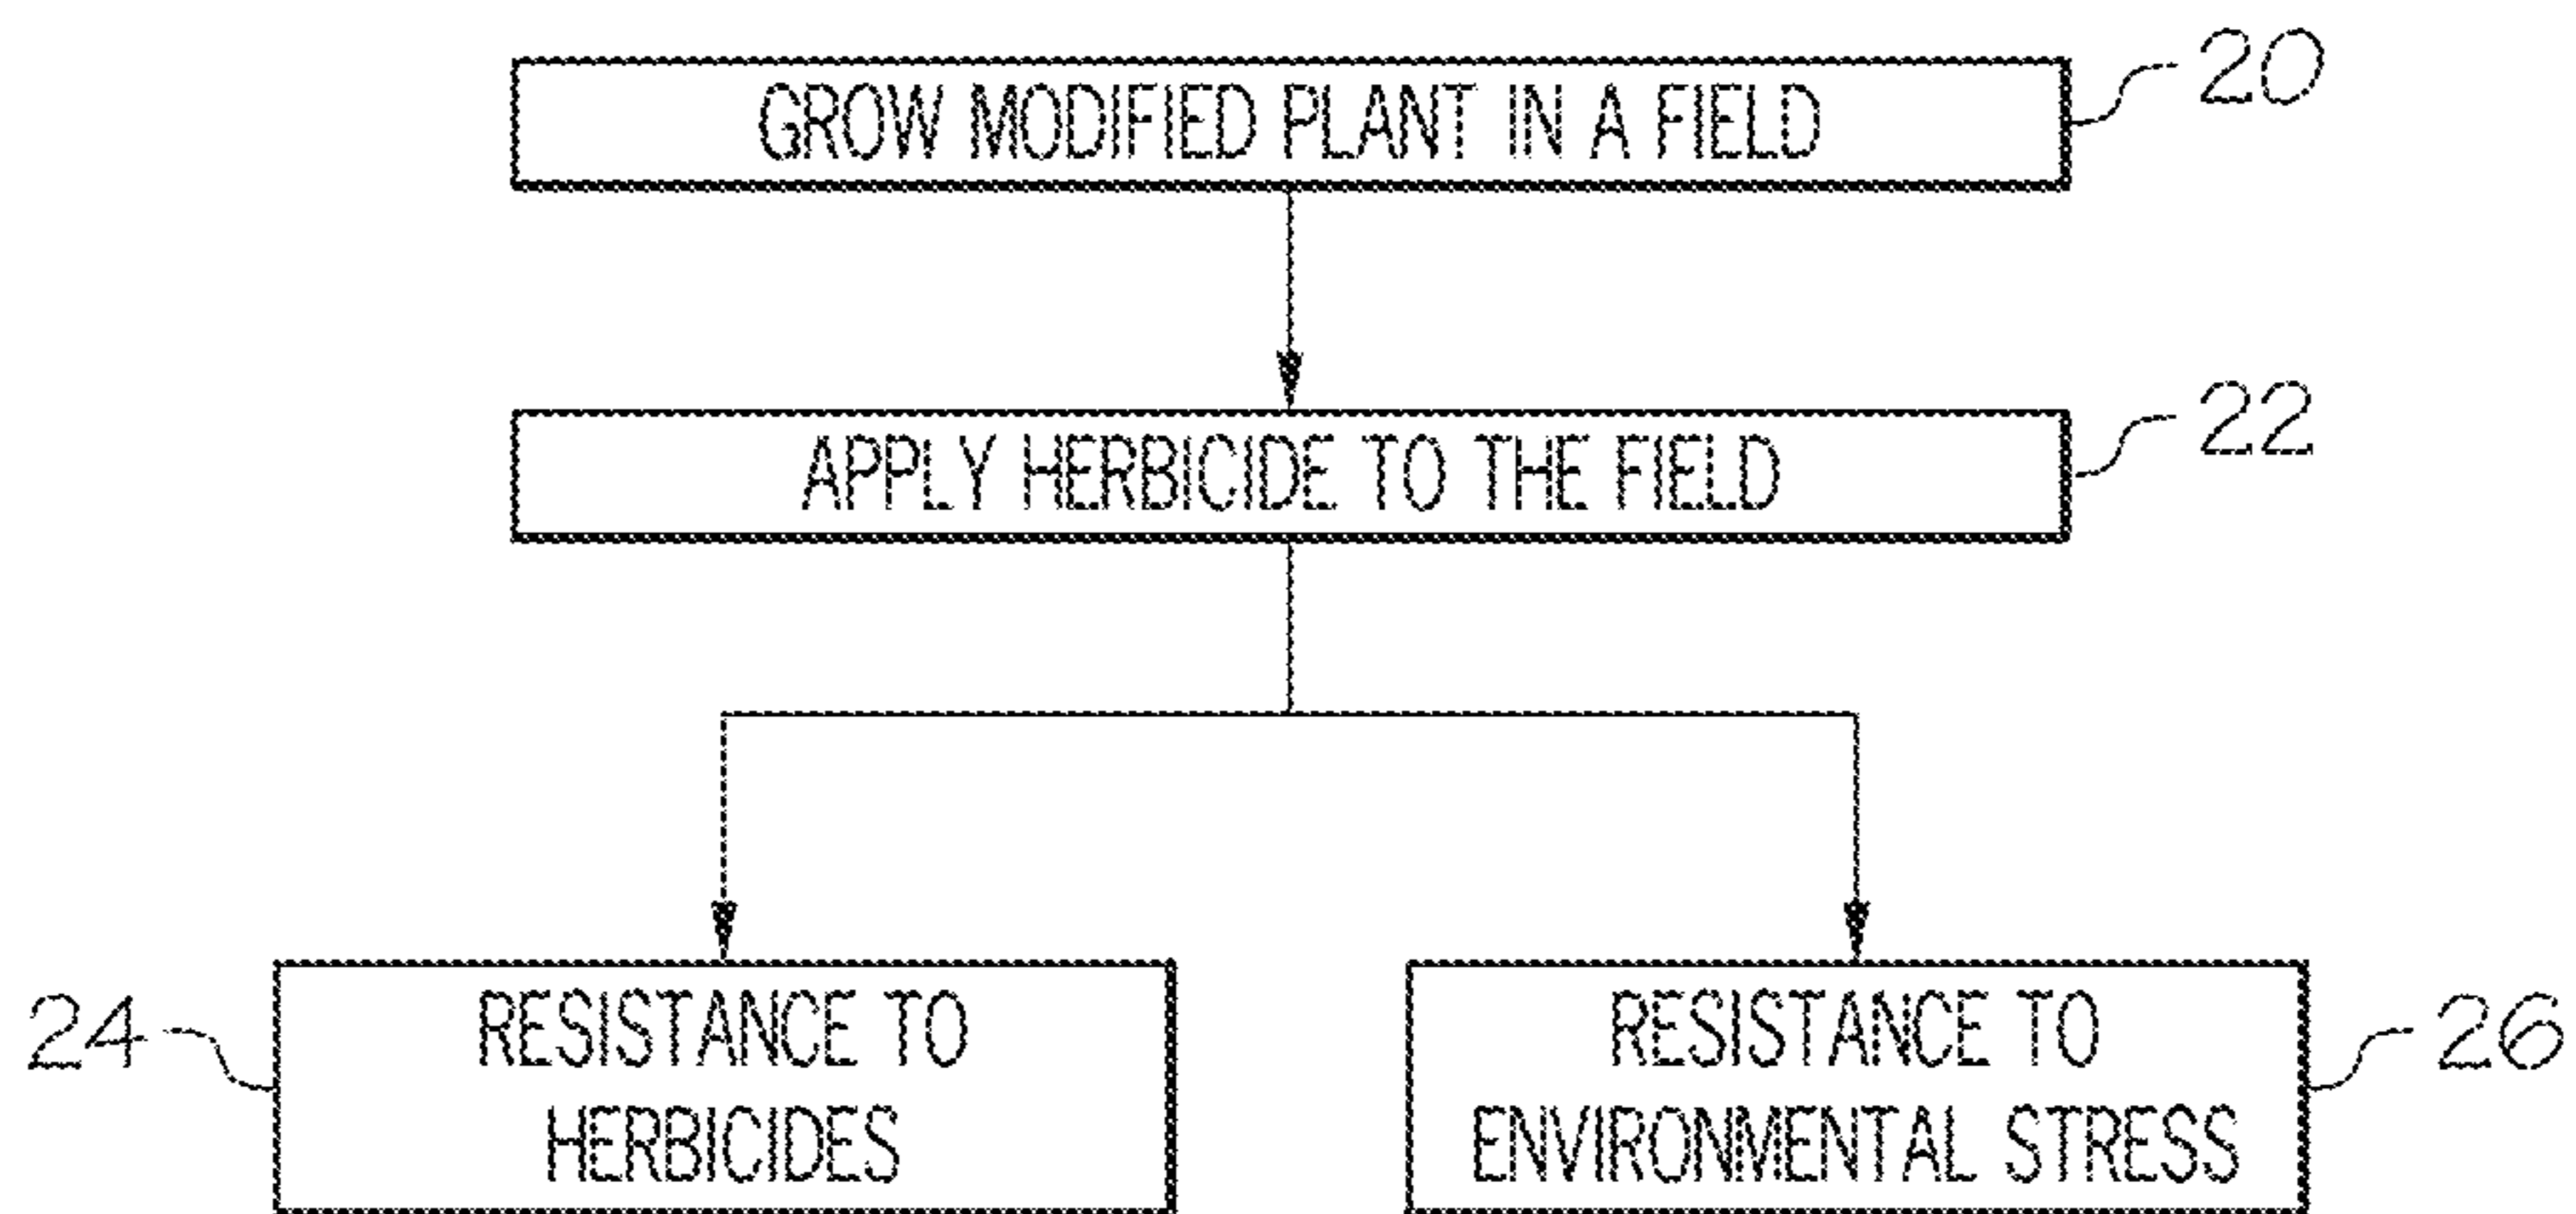 GROW MODIFIED PLANT IN A FIELD
20
APPLY HERBICIDE TO THE FIELD
22
24
RESISTANCE TO
HERBICIDES
RESISTANCE TO
ENVIRONMENTAL STRESS
26